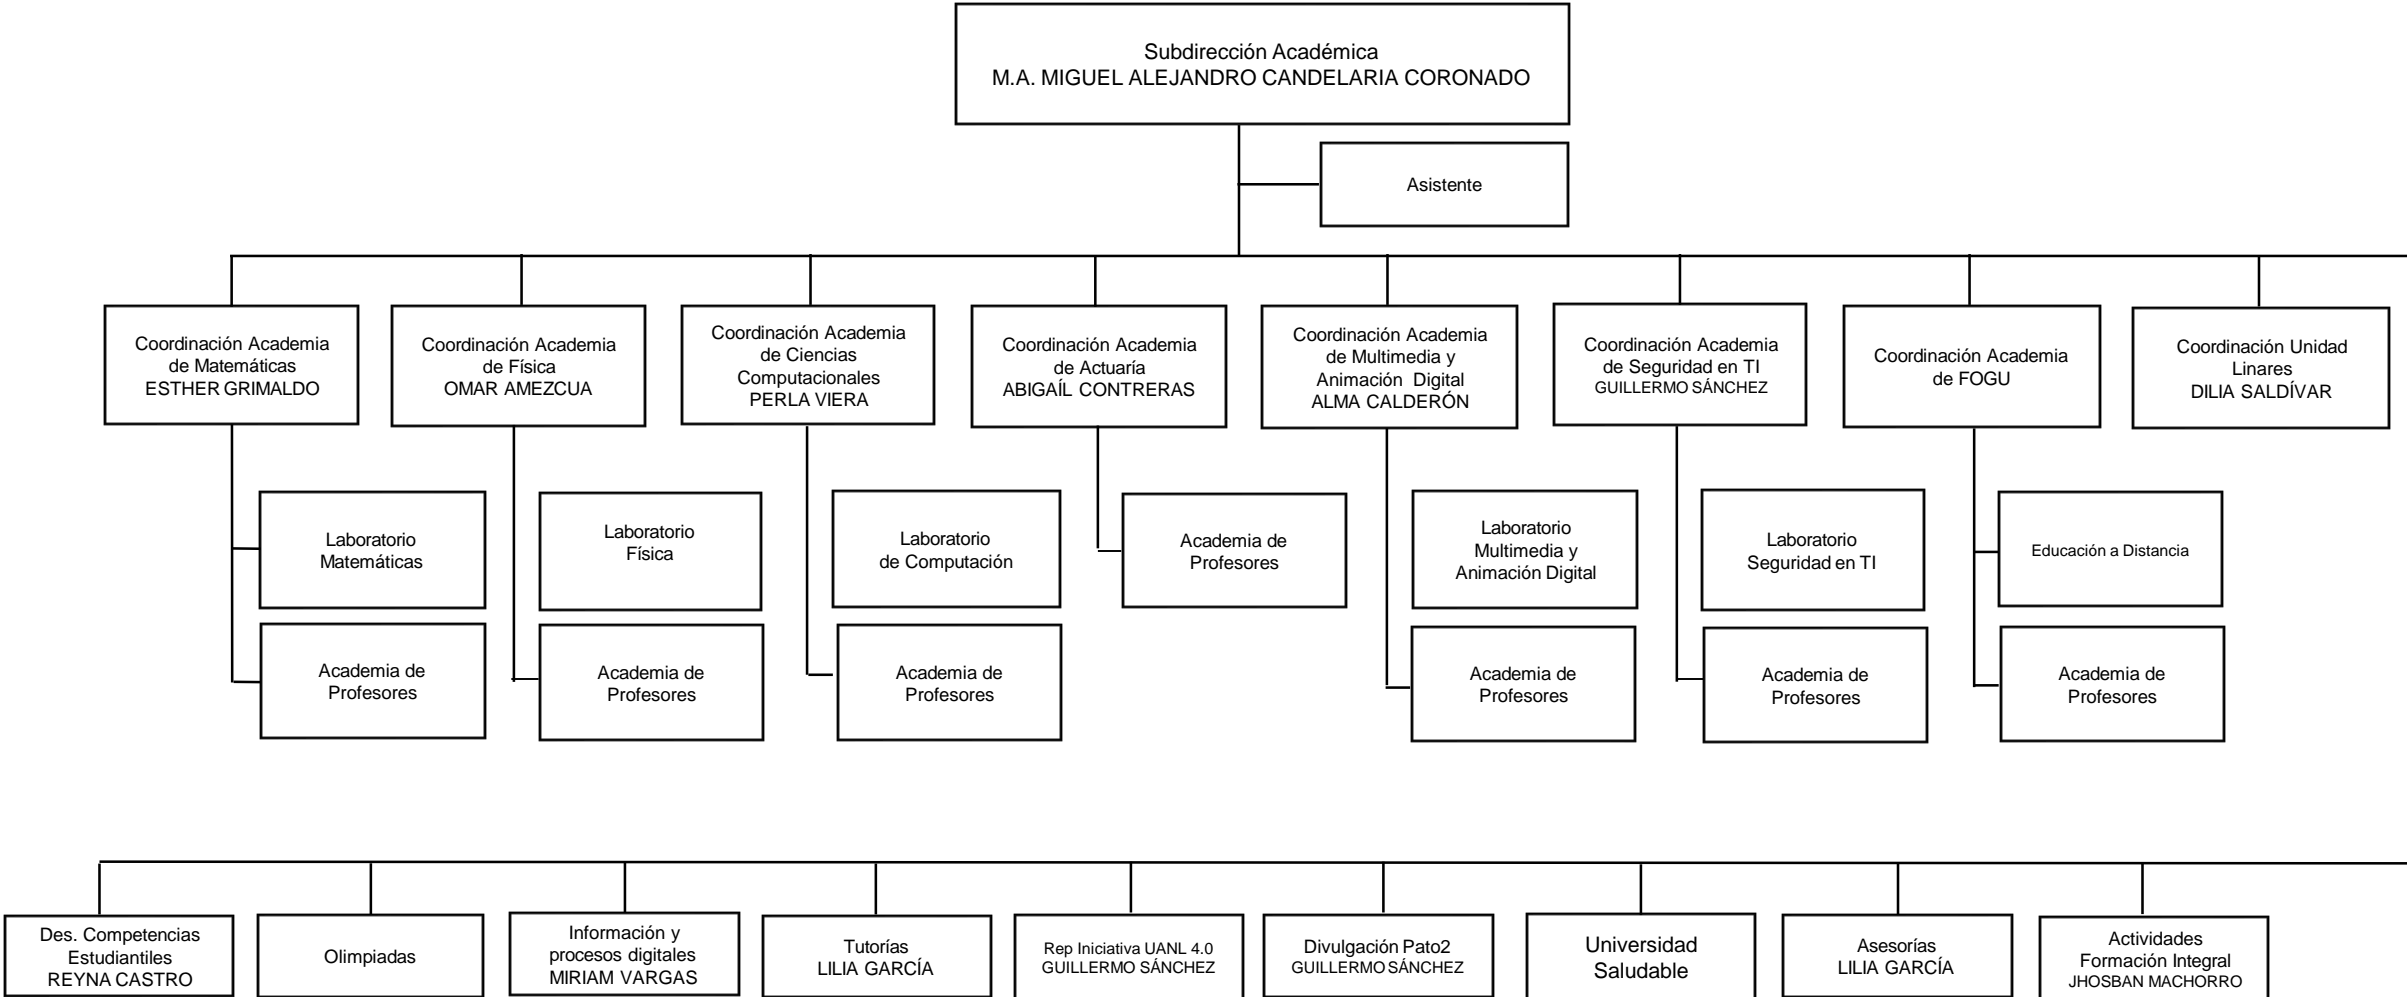 Subdirección Académica
M.A. MIGUEL ALEJANDRO CANDELARIA CORONADO
Asistente
Coordinación Academia
de Matemáticas
ESTHER GRIMALDO
Coordinación Academia
de Física
OMAR AMEZCUA
Coordinación Academia
de Ciencias
Computacionales
PERLA VIERA
Coordinación Academia
de Actuaría
ABIGAÍL CONTRERAS
Coordinación Academia
de Multimedia y
Animación Digital
ALMA CALDERÓN
Coordinación Academia
de Seguridad en TI
GUILLERMO SÁNCHEZ
Coordinación Academia
de FOGU
Coordinación Unidad
Linares
DILIA SALDÍVAR
Laboratorio
Matemáticas
Laboratorio
Física
Laboratorio
de Computación
Academia de
Profesores
Laboratorio
Multimedia y
Animación Digital
Laboratorio
Seguridad en TI
Educación a Distancia
Academia de
Profesores
Academia de
Profesores
Academia de
Profesores
Academia de
Profesores
Academia de
Profesores
Academia de
Profesores
Des. Competencias
Estudiantiles
REYNA CASTRO
Olimpiadas
Información y
procesos digitales
MIRIAM VARGAS
Tutorías
LILIA GARCÍA
Rep Iniciativa UANL 4.0
GUILLERMO SÁNCHEZ
Divulgación Pato2
GUILLERMO SÁNCHEZ
Universidad
Saludable
Asesorías
LILIA GARCÍA
Actividades
Formación Integral
JHOSBAN MACHORRO